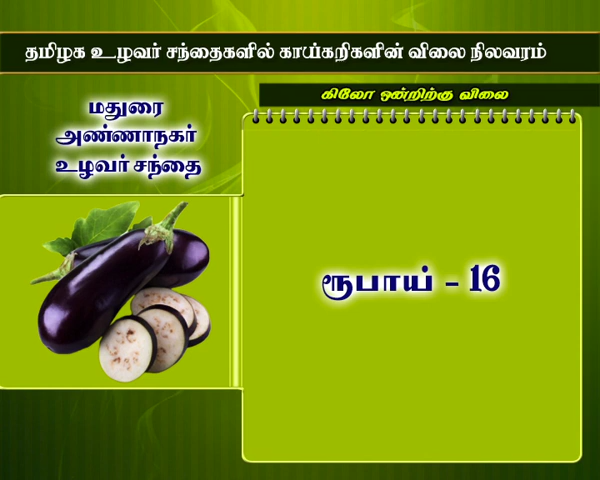 தமிழக உழவர் சந்தைகளில் காய்கறிகளின் விலை நிலவரம்
கிலோ ஒன்றிற்கு விலை
மதுரை
அண்ணாநகர்
உழவர் சந்தை
ரூபாய் - 16